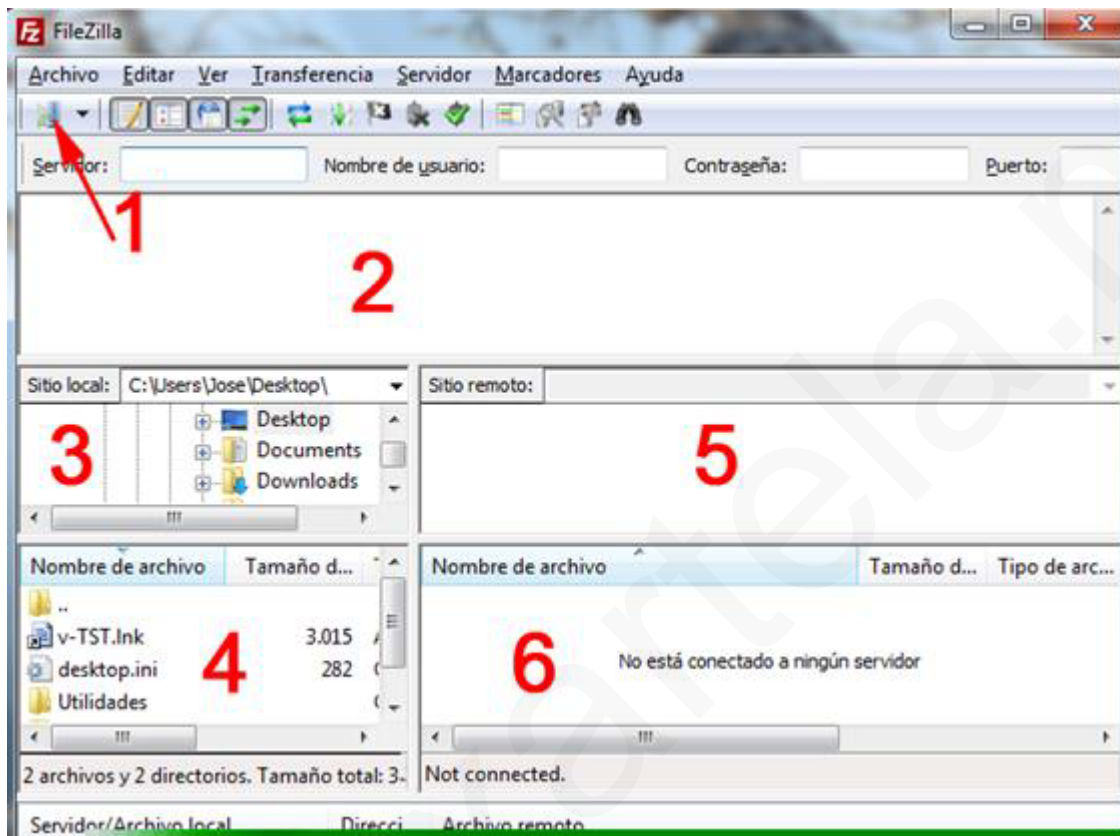 FileZilla
Archivo Editar Ver Transferencia Servidor Marcadores Ayuda
Servidor: Nombre de usuario: Contraseña: Puerto:
1
2
Sitio local: C:\Users\Jose\Desktop\ Sitio remoto:
Desktop
Documents
Downloads
3
5
Nombre de archivo Tamaño d... Nombre de archivo Tamaño d... Tipo de arc...
..
v-TST.lnk 3.015
desktop.ini 282
Utilidades
4
6
No está conectado a ningún servidor
2 archivos y 2 directorios. Tamaño total: 3. Not connected.
Servidor/Archivo local Direcci Archivo remoto